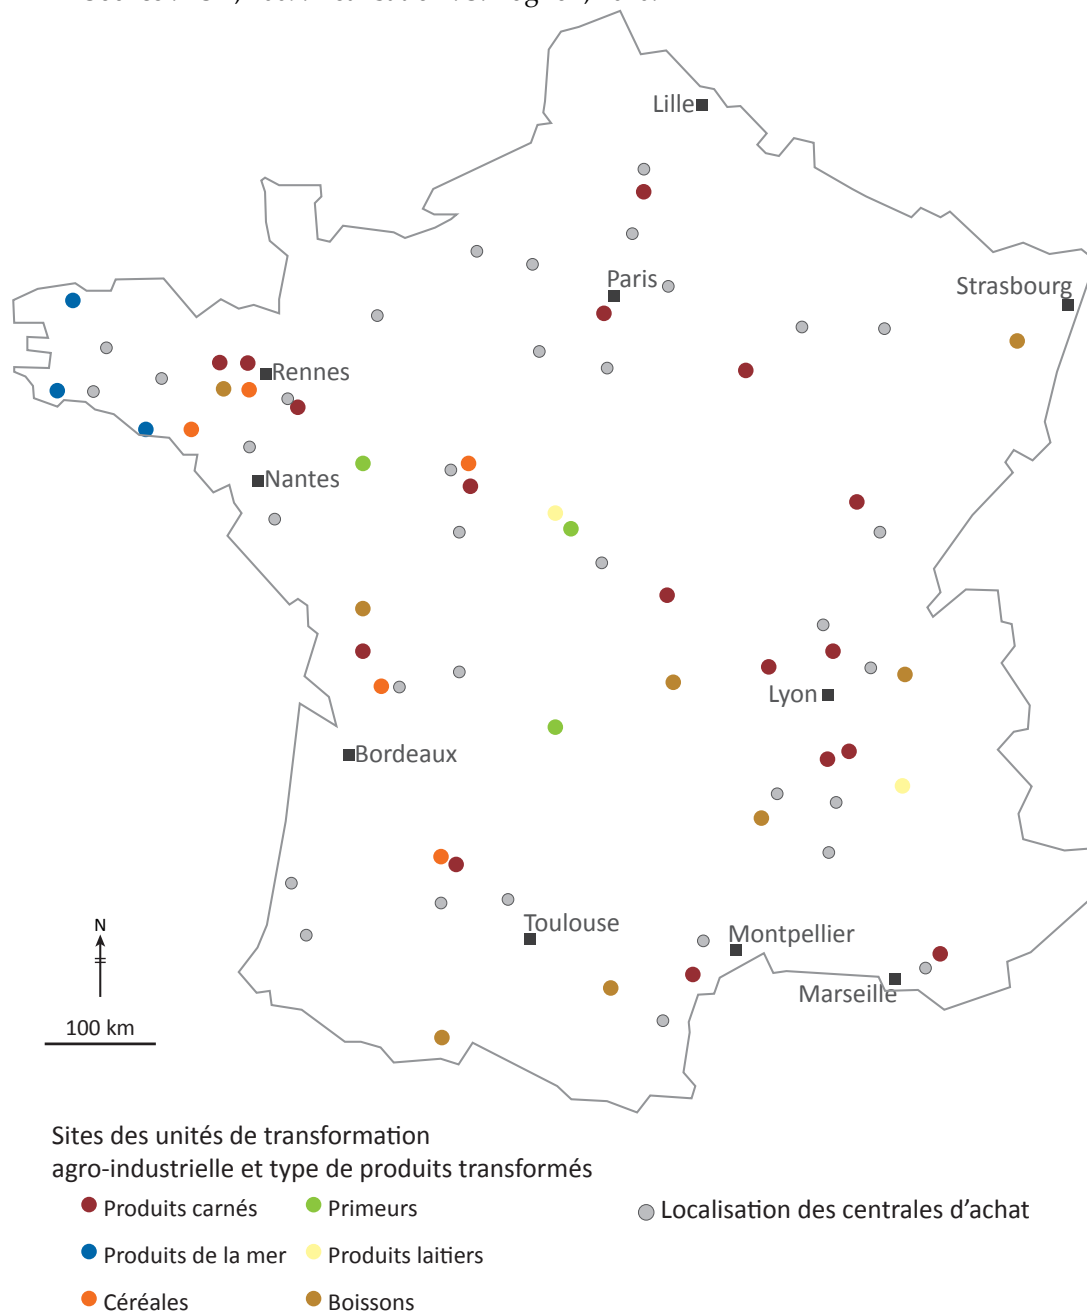 Lille
Paris
Strasbourg
Rennes
Nantes
Lyon
Bordeaux
Toulouse
Montpellier
Marseille
N
100 km
Sites des unités de transformation
agro-industrielle et type de produits transformés
Produits carnés
Primeurs
Localisation des centrales d'achat
Produits de la mer
Produits laitiers
Céréales
Boissons